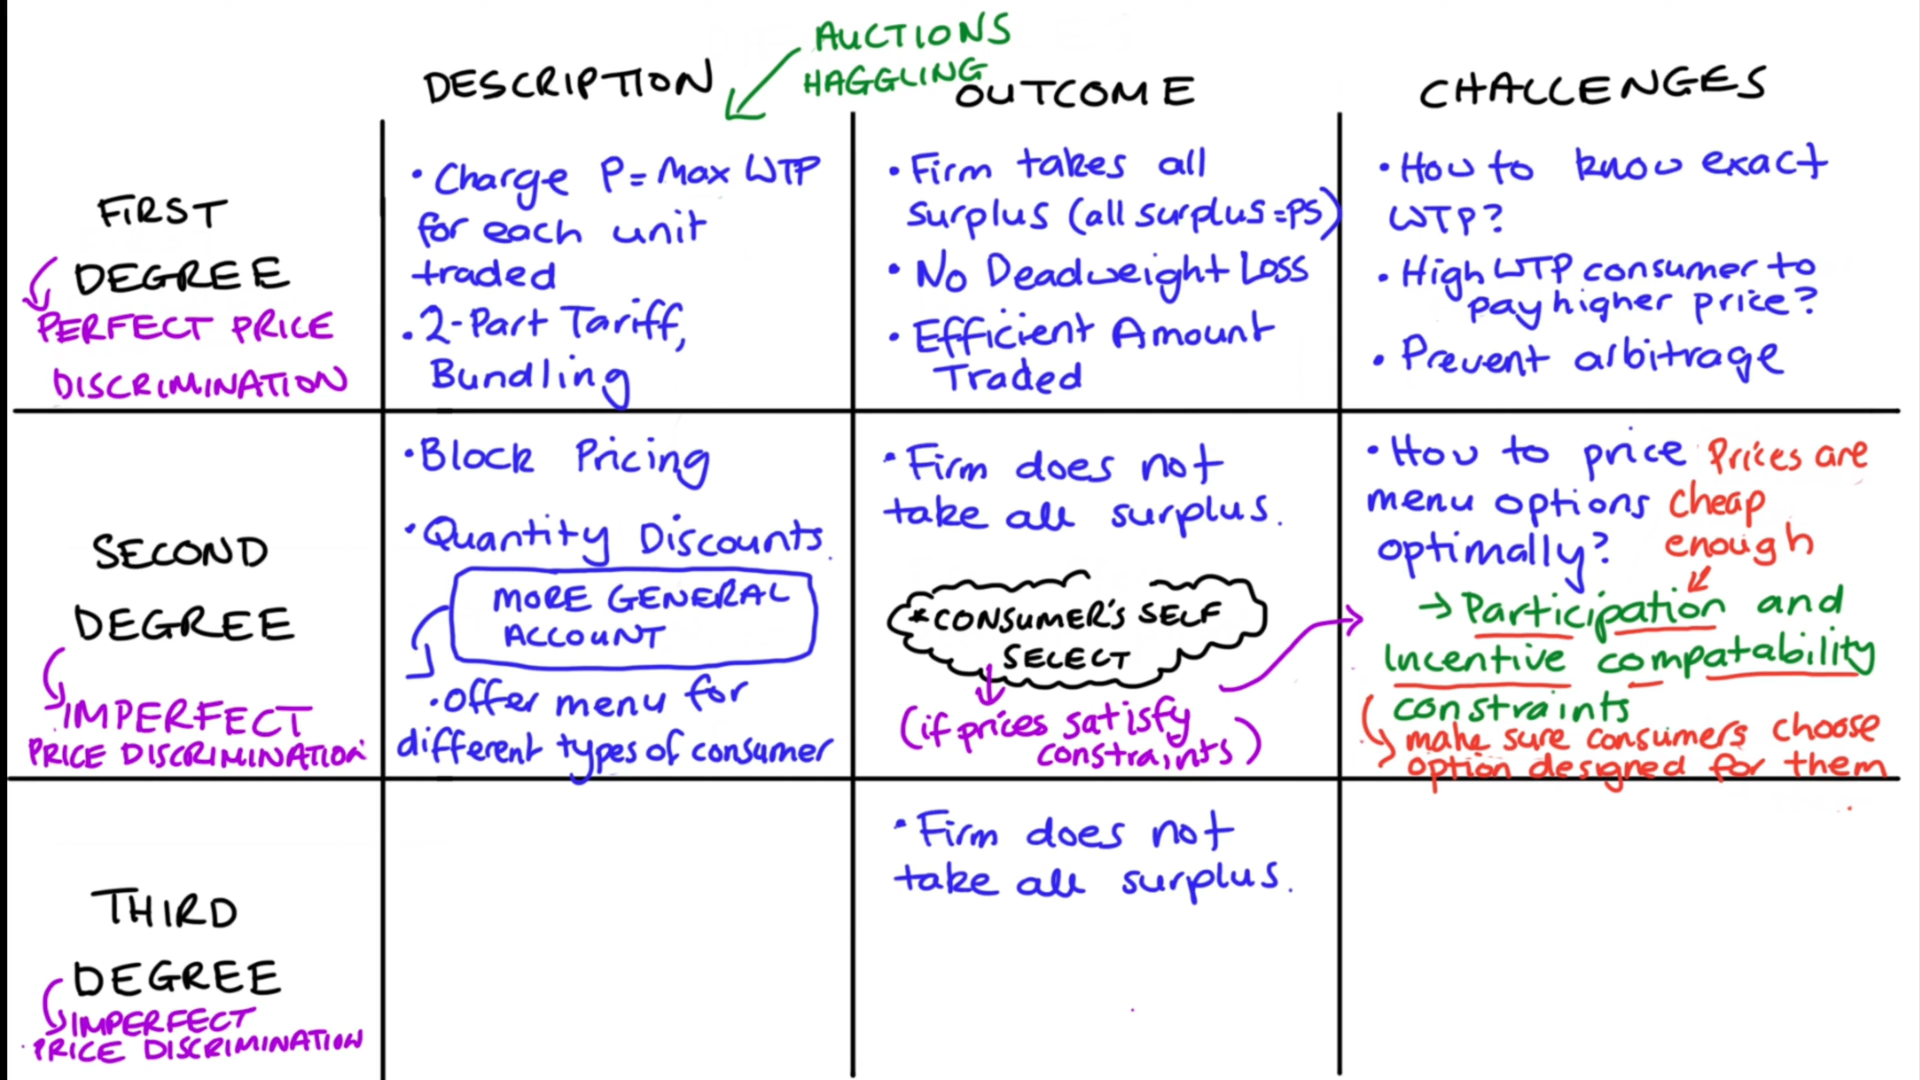 AUCTIONS
HAGGLING
DESCRIPTION
OUTCOME
CHALLENGES
FIRST
DEGREE
PERFECT PRICE
DISCRIMINATION
• Charge P = Max WTP
for each unit
traded
• 2-Part Tariff,
Bundling
• Firm takes all
surplus (all surplus = PS)
• No Deadweight Loss
• Efficient Amount
Traded
• How to know exact
WTP?
• High WTP consumer to
pay higher price?
• Prevent arbitrage
SECOND
DEGREE
IMPERFECT
PRICE DISCRIMINATION
• Block Pricing
• Quantity Discounts
MORE GENERAL
ACCOUNT
• offer menu for
different types of consumer
• Firm does not
take all surplus.
* CONSUMER'S SELF
SELECT
(if prices satisfy
constraints)
• How to price
menu options
optimally?
Prices are
cheap
enough
→ Participation and
Incentive compatability
constraints
make sure consumers choose
option designed for them
THIRD
DEGREE
IMPERFECT
PRICE DISCRIMINATION
• Firm does not
take all surplus.